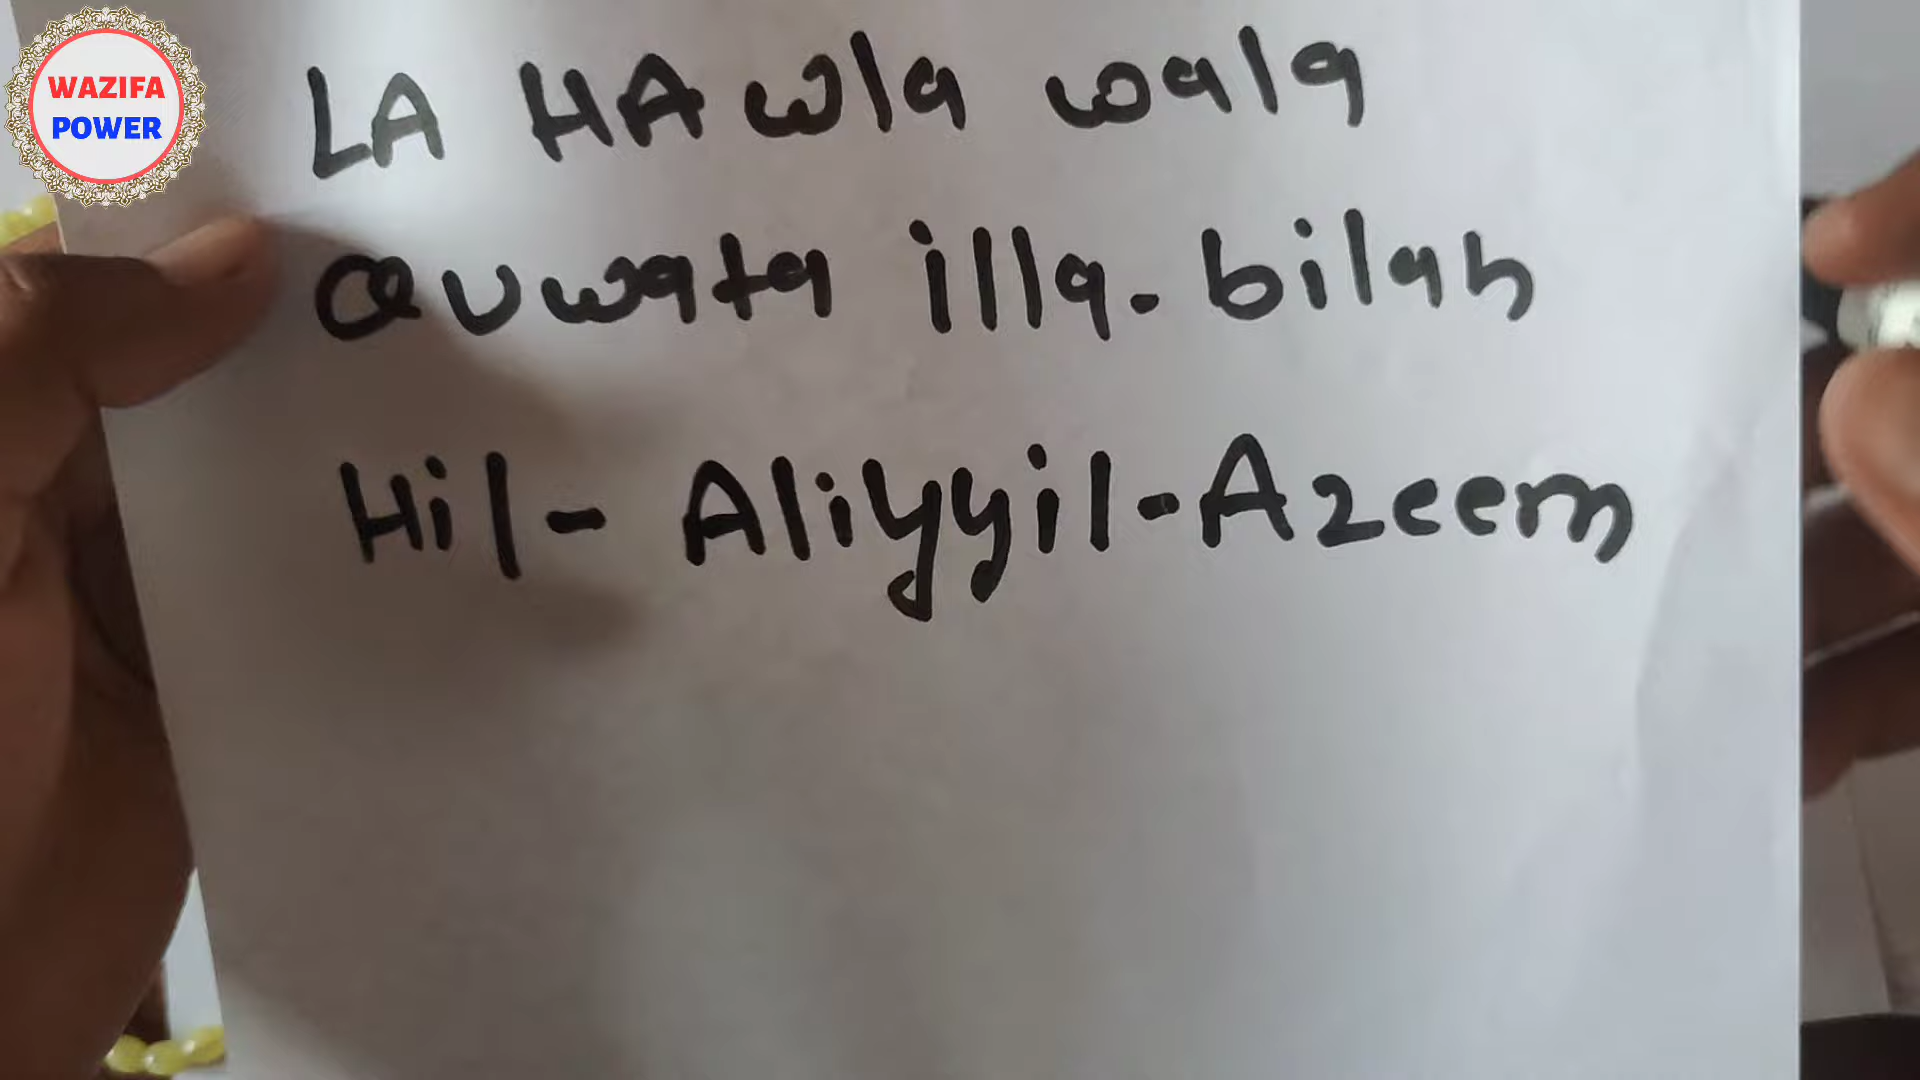 WAZIFA
POWER
LA HAwla wala
Quwata illa. bilah
Hil- Aliyyil-Azeem